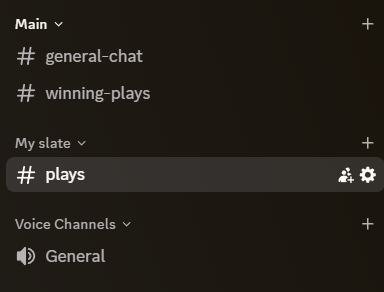 Main
general-chat
winning-plays
My slate
plays
Voice Channels
General